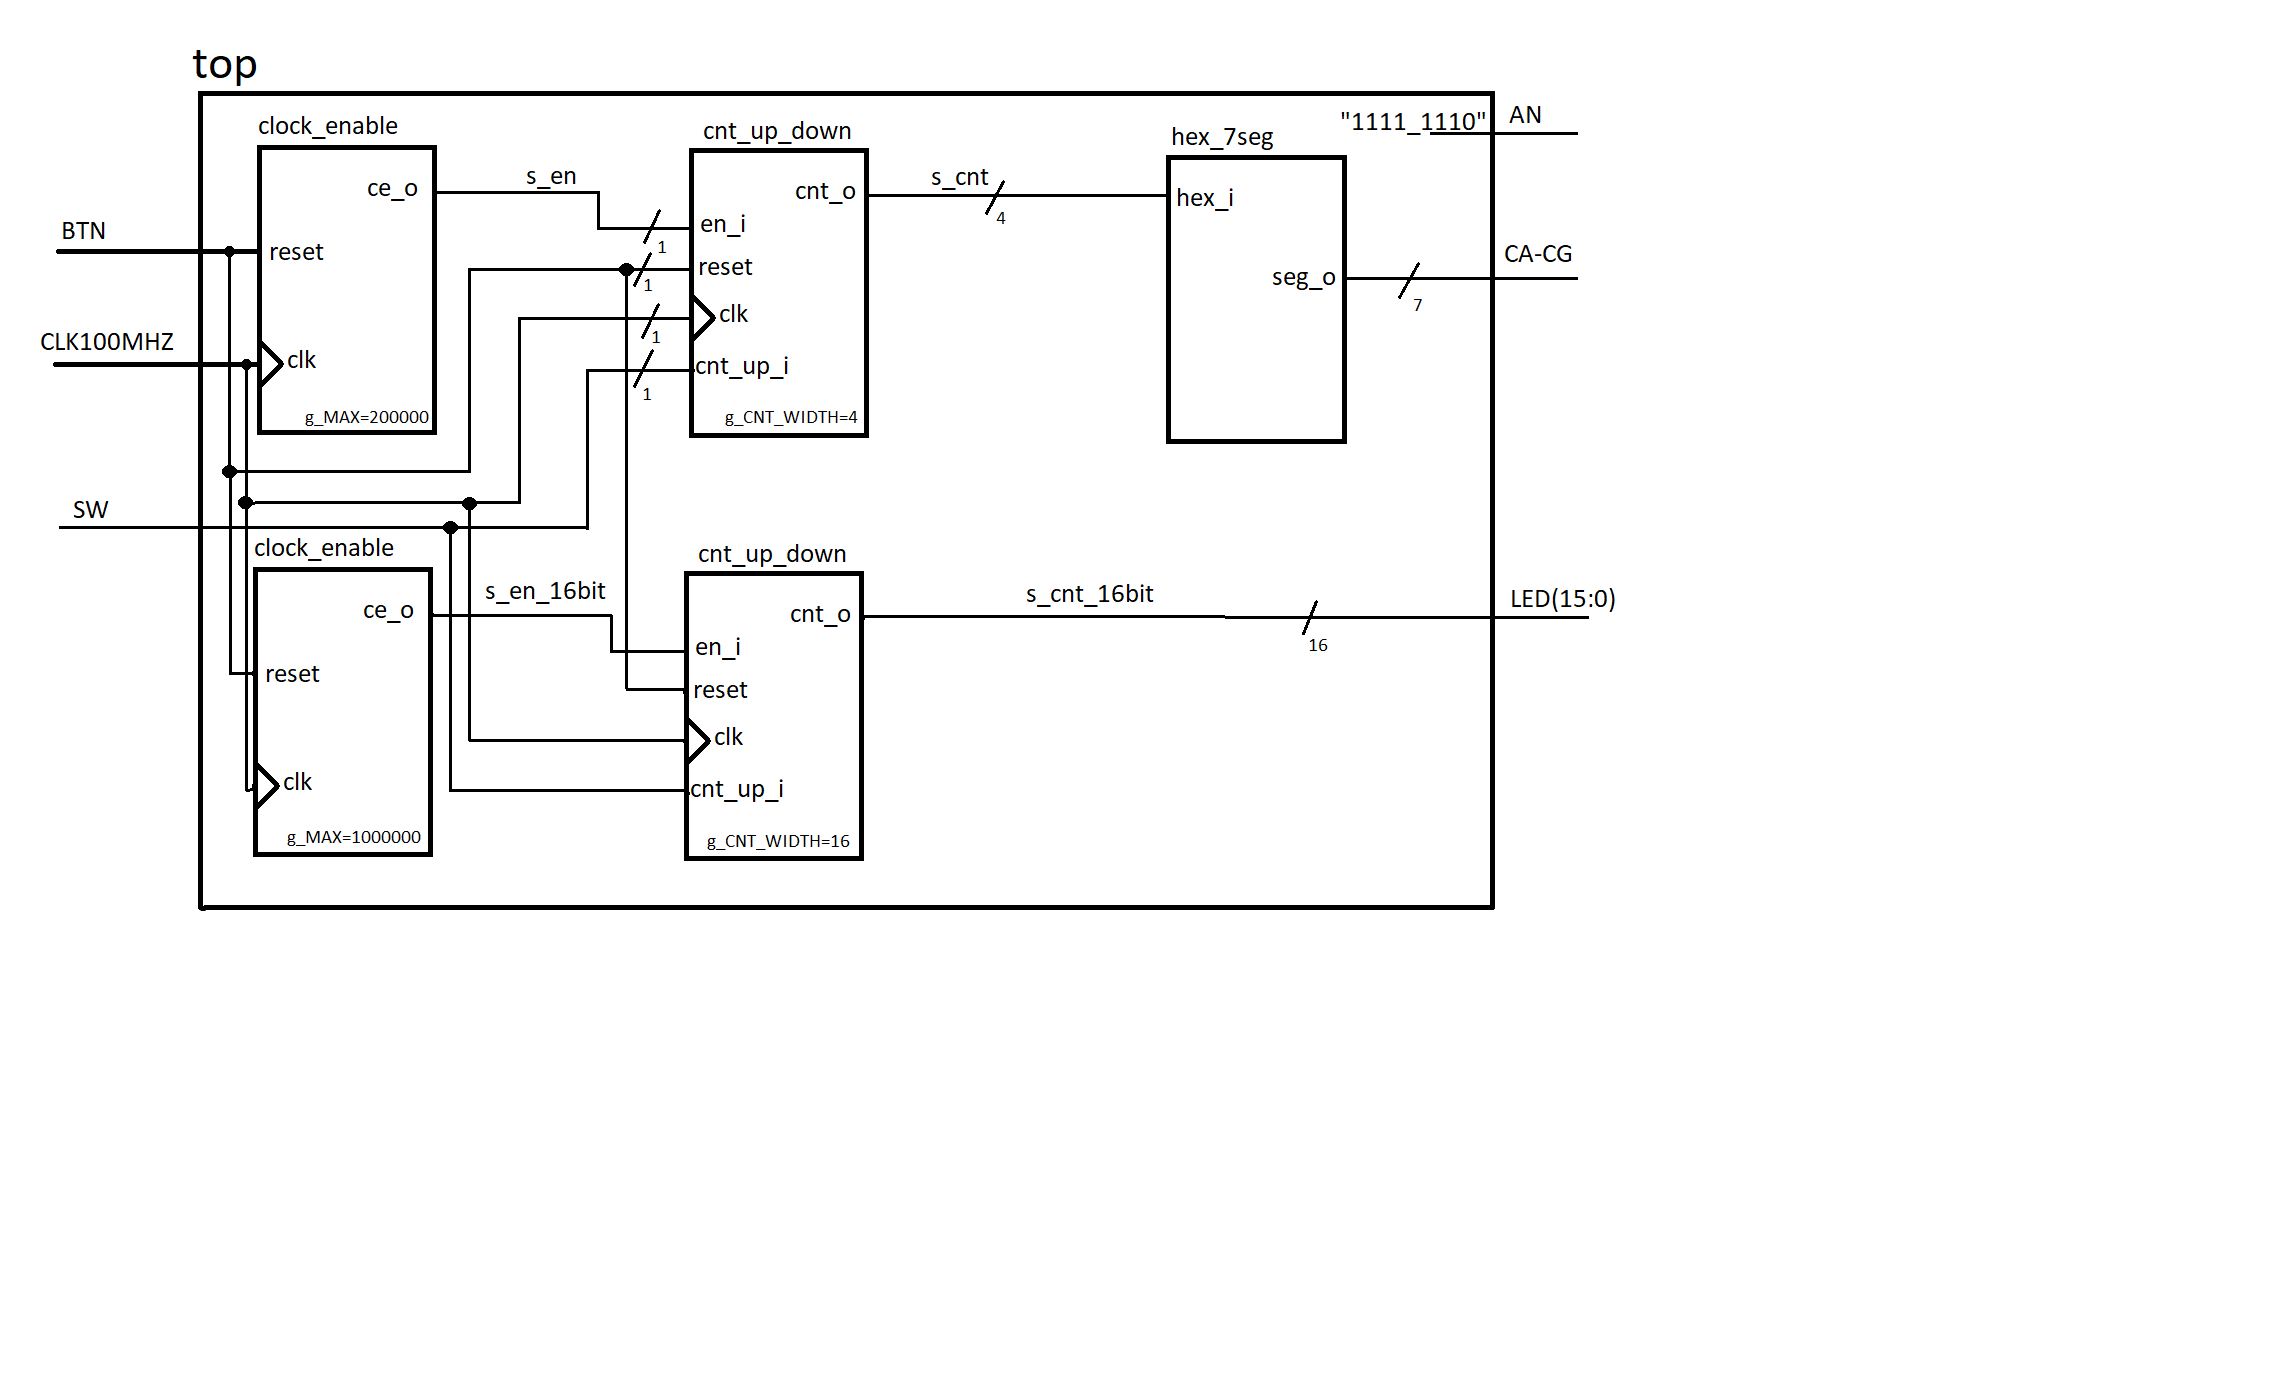 top
clock_enable
ce_o
reset
clk
g_MAX=200000
BTN
CLK100MHZ
SW
s_en
1
1
1
1
cnt_up_down
cnt_o
en_i
reset
clk
cnt_up_i
g_CNT_WIDTH=4
s_cnt
4
hex_7seg
hex_i
seg_o
7
"1111_1110"
AN
CA-CG
clock_enable
ce_o
reset
clk
g_MAX=1000000
s_en_16bit
cnt_up_down
cnt_o
en_i
reset
clk
cnt_up_i
g_CNT_WIDTH=16
s_cnt_16bit
16
LED(15:0)